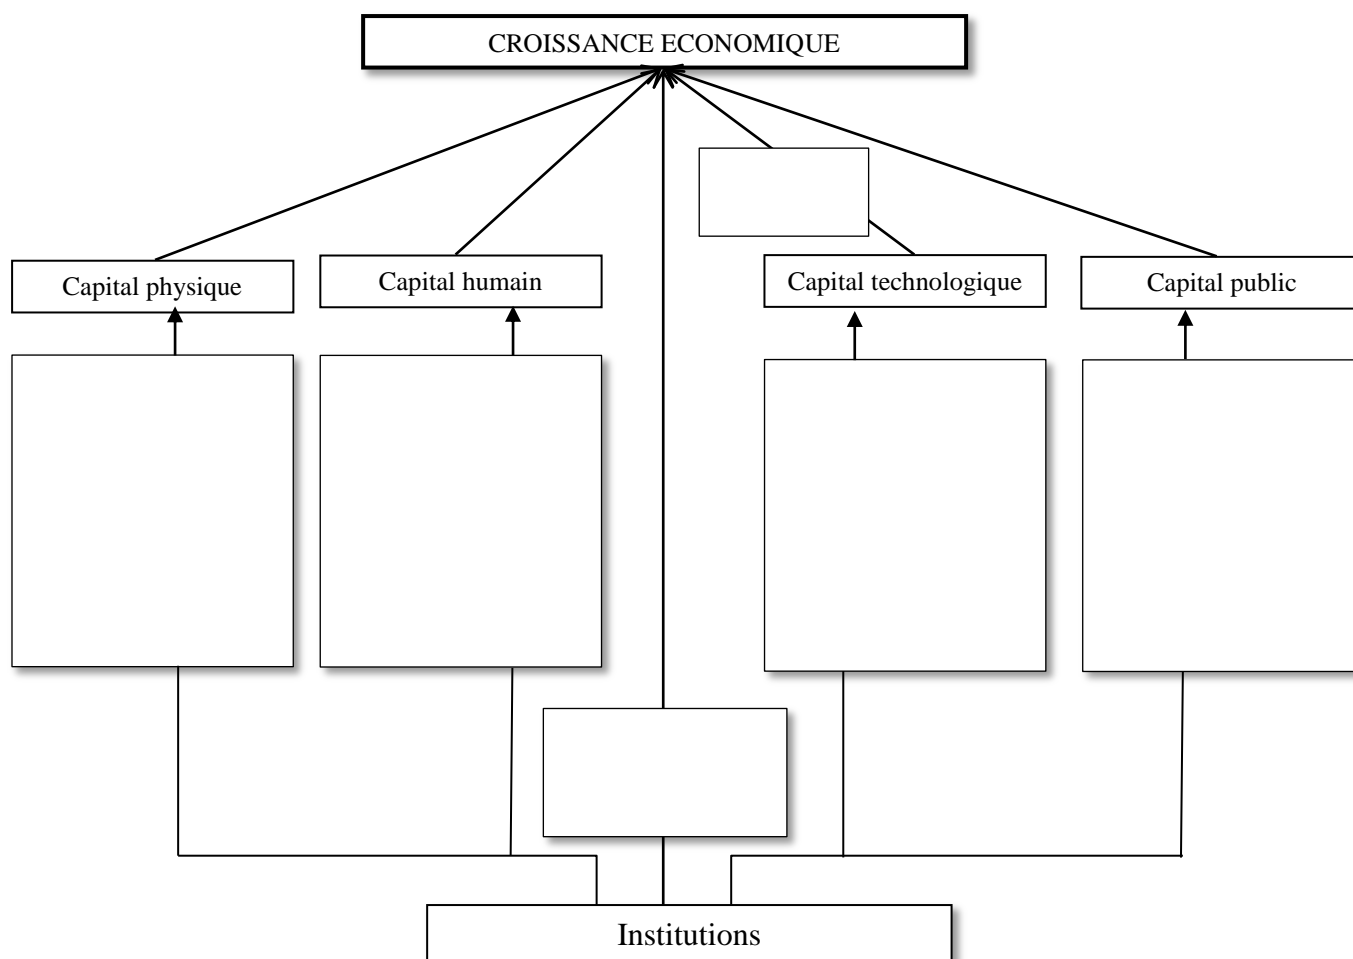 CROISSANCE ECONOMIQUE
Capital physique
Capital humain
Capital technologique
Capital public
Institutions